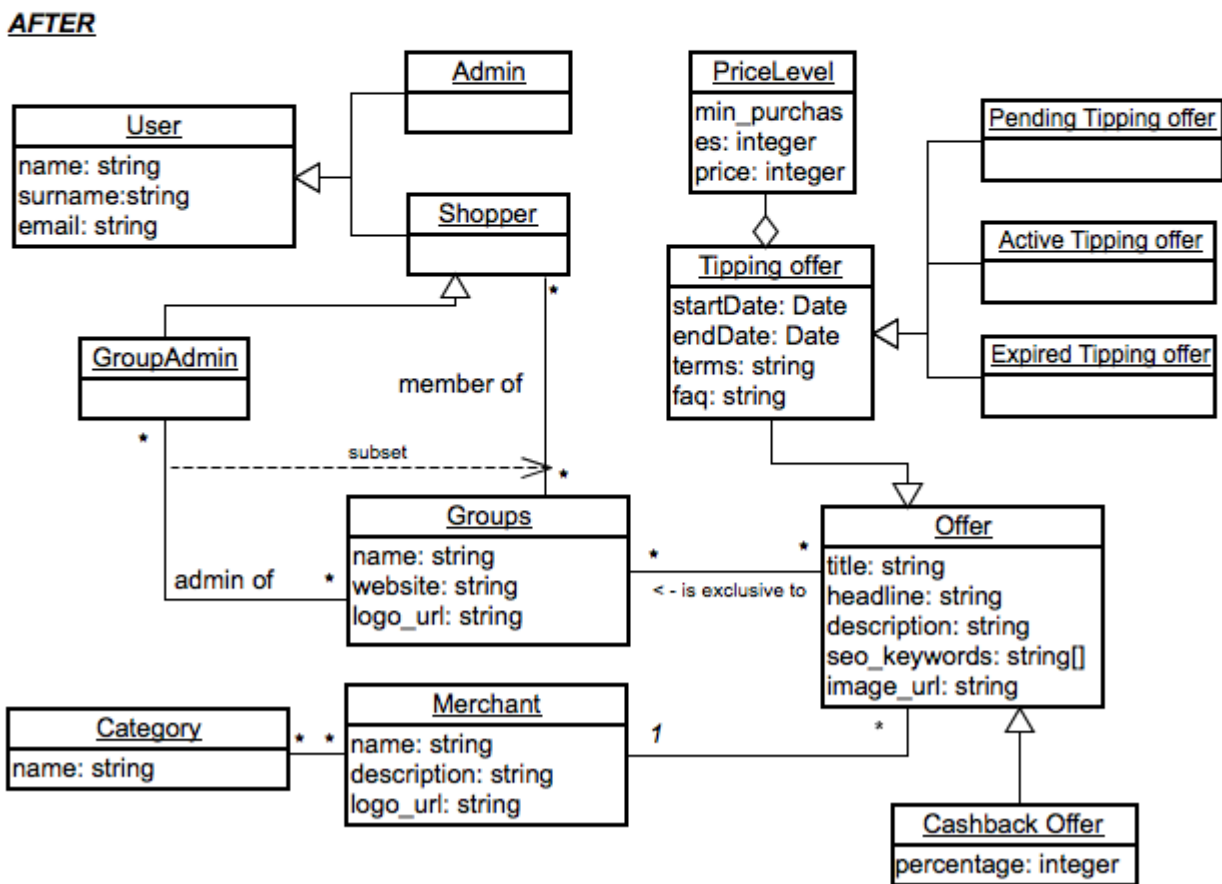 AFTER
Admin
User
name: string
surname:string
email: string
Shopper
GroupAdmin
member of
*
*
*
subset
admin of
*
PriceLevel
min_purchas
es: integer
price: integer
Tipping offer
startDate: Date
endDate: Date
terms: string
faq: string
Pending Tipping offer
Active Tipping offer
Expired Tipping offer
Groups
name: string
website: string
logo_url: string
*
*
< - is exclusive to
Offer
title: string
headline: string
description: string
seo_keywords: string[]
image_url: string
Category
name: string
*
*
Merchant
name: string
description: string
logo_url: string
1
*
Cashback Offer
percentage: integer